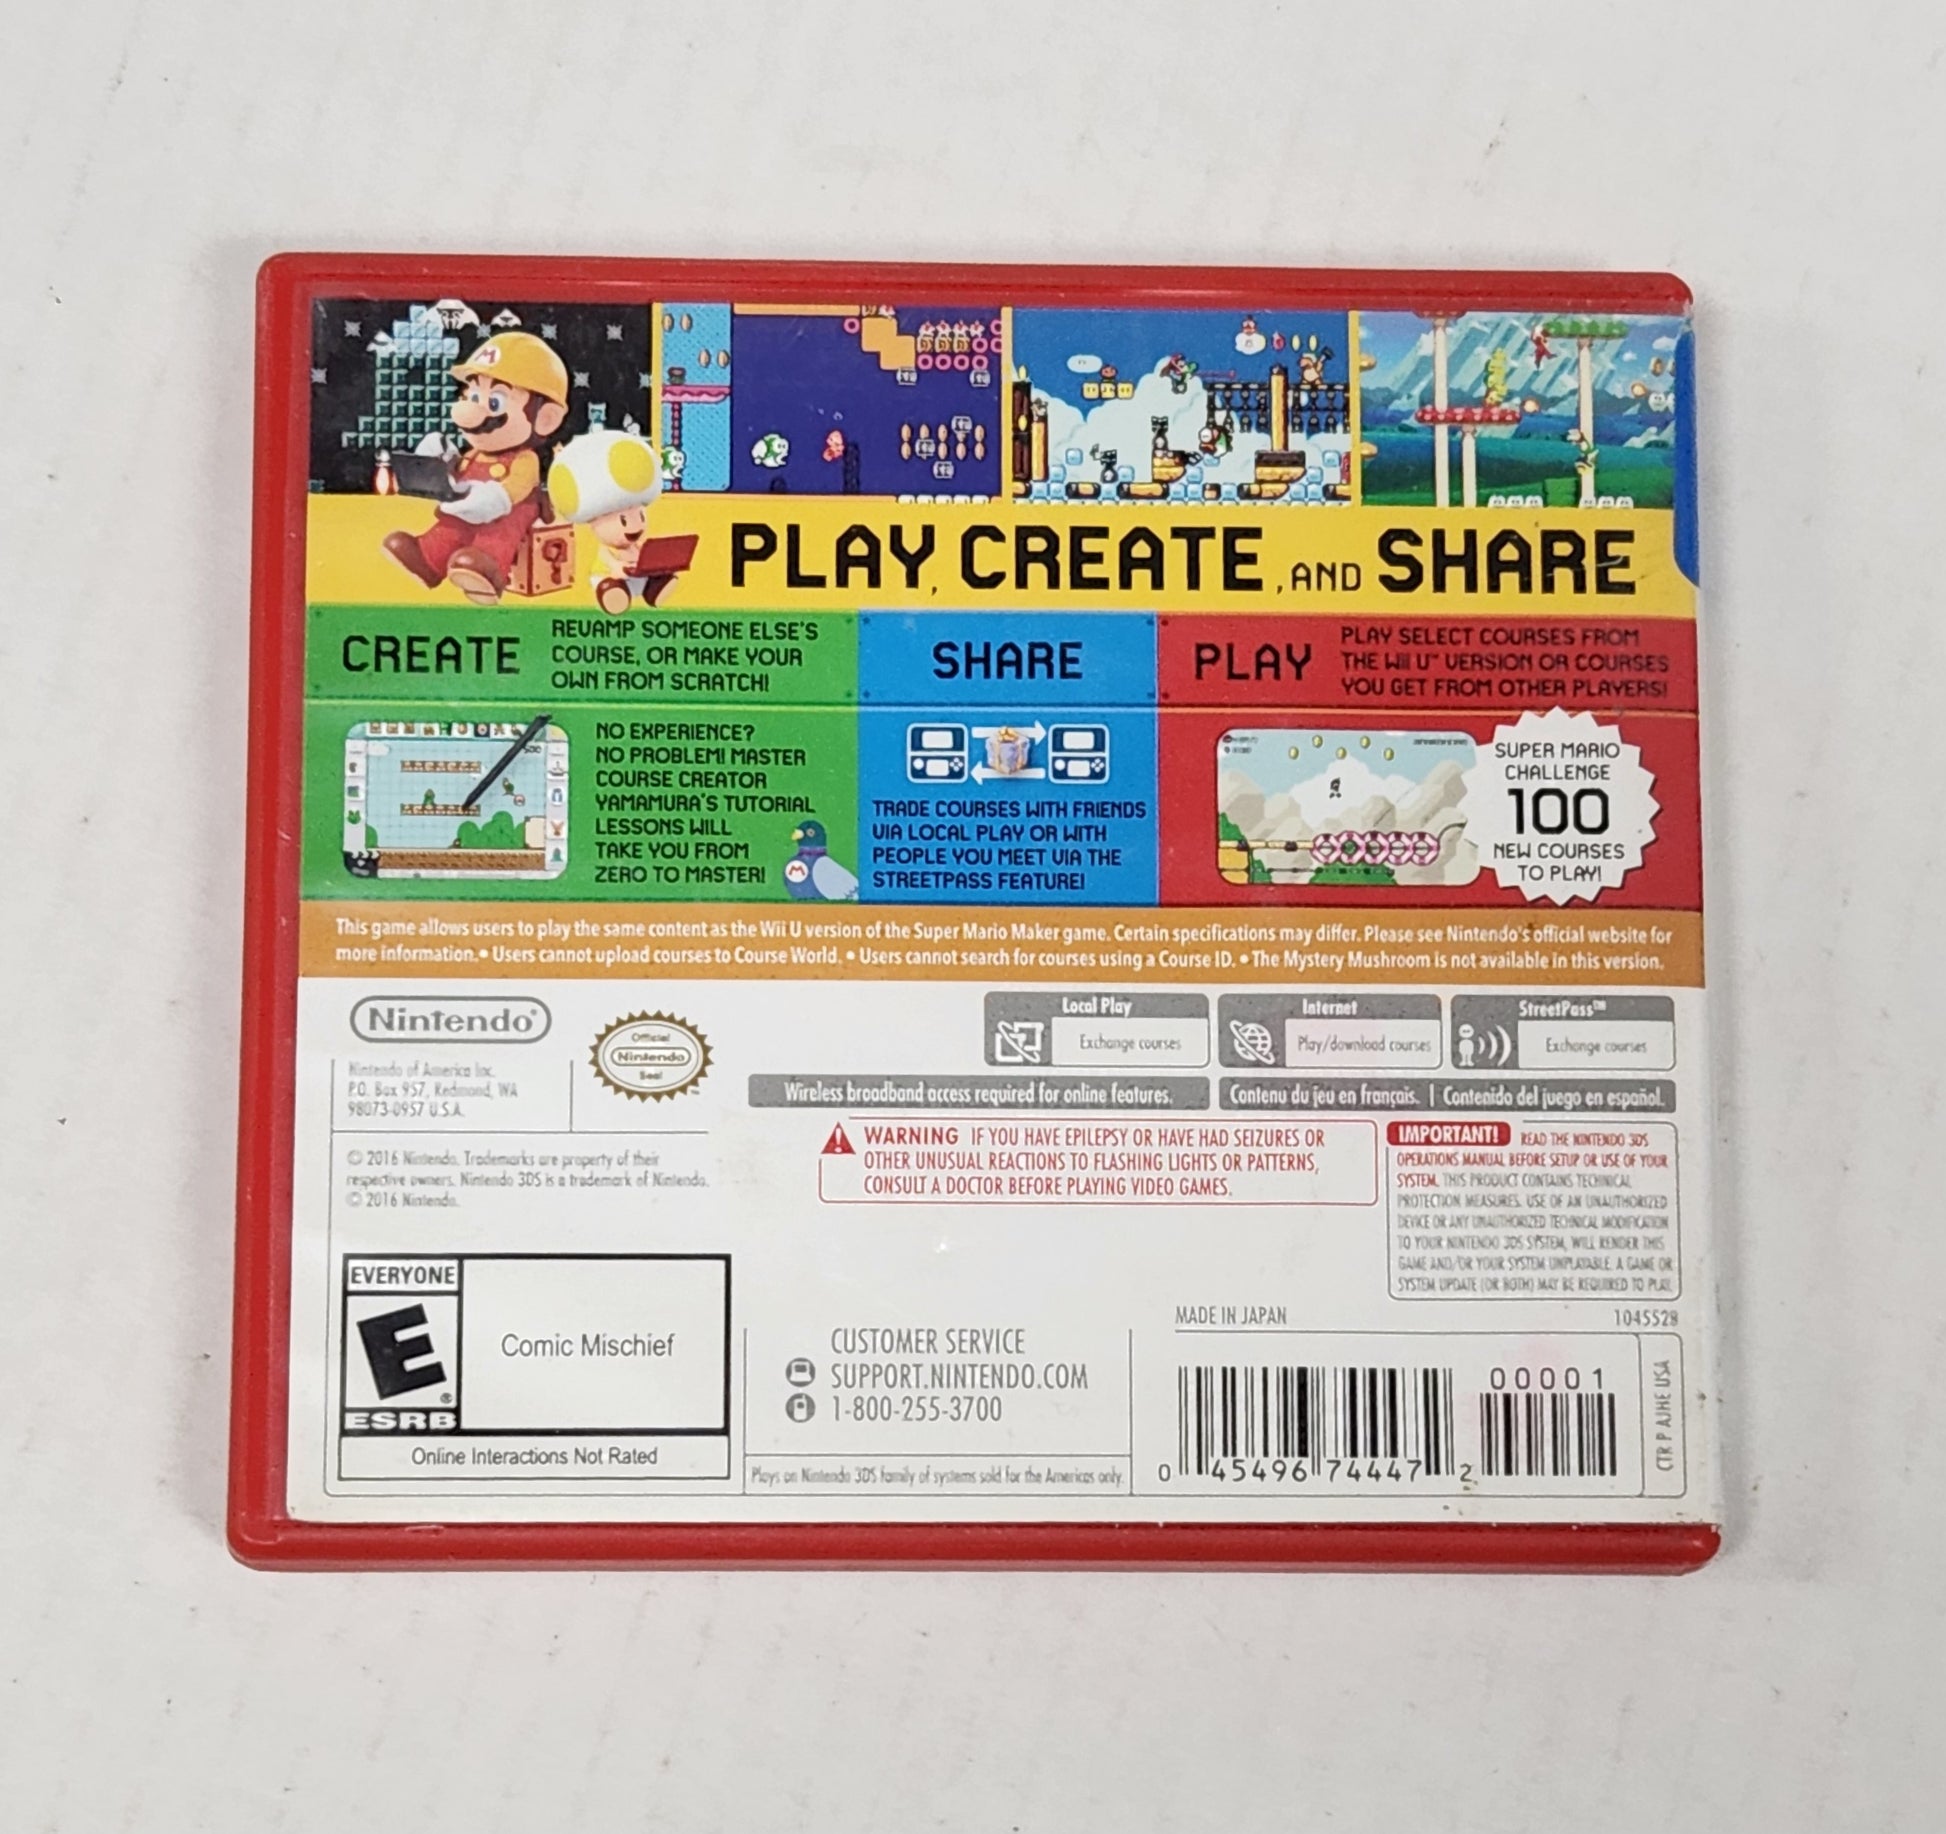 PLAY, CREATE, AND SHARE
CREATE
REVAMP SOMEONE ELSE'S
COURSE, OR MAKE YOUR
OWN FROM SCRATCH!
NO EXPERIENCE?
NO PROBLEM! MASTER
COURSE CREATOR
YAMAMURA'S TUTORIAL
LESSONS WILL
TAKE YOU FROM
ZERO TO MASTER!
SHARE
TRADE COURSES WITH FRIENDS
VIA LOCAL PLAY OR WITH
PEOPLE YOU MEET VIA THE
STREETPASS FEATURE!
PLAY
PLAY SELECT COURSES FROM
THE Wii U™ VERSION OR COURSES
YOU GET FROM OTHER PLAYERS!
SUPER MARIO
CHALLENGE
100
NEW COURSES
TO PLAY!
This game allows users to play the same content as the Wii U version of the Super Mario Maker game. Certain specifications may differ. Please see Nintendo's official website for
more information. • Users cannot upload courses to Course World. • Users cannot search for courses using a Course ID. • The Mystery Mushroom is not available in this version.
Nintendo®
Official
Nintendo
Seal
Nintendo of America Inc.
P.O. Box 957, Redmond, WA
98073-0957 U.S.A.
© 2016 Nintendo. Trademarks are property of their
respective owners. Nintendo 3DS is a trademark of Nintendo.
© 2016 Nintendo.
Local Play
Exchange courses
Internet
Play/download courses
StreetPass™
Exchange courses
Wireless broadband access required for online features.
Contenu du jeu en français. | Contenido del juego en español.
WARNING IF YOU HAVE EPILEPSY OR HAVE HAD SEIZURES OR
OTHER UNUSUAL REACTIONS TO FLASHING LIGHTS OR PATTERNS,
CONSULT A DOCTOR BEFORE PLAYING VIDEO GAMES.
IMPORTANT! READ THE NINTENDO 3DS
OPERATIONS MANUAL BEFORE SETUP OR USE OF YOUR
SYSTEM. THIS PRODUCT CONTAINS TECHNICAL
PROTECTION MEASURES. USE OF AN UNAUTHORIZED
DEVICE OR ANY UNAUTHORIZED TECHNICAL MODIFICATION
TO YOUR NINTENDO 3DS SYSTEM, WILL RENDER THIS
GAME AND/OR YOUR SYSTEM UNPLAYABLE. A GAME OR
SYSTEM UPDATE (OR BOTH) MAY BE REQUIRED TO PLAY.
EVERYONE
E
®
ESRB
Comic Mischief
Online Interactions Not Rated
CUSTOMER SERVICE
SUPPORT.NINTENDO.COM
1-800-255-3700
Plays on Nintendo 3DS family of systems sold for the Americas only.
MADE IN JAPAN
1045528
00001
0 45496 74447 2
CTR P AJHE USA